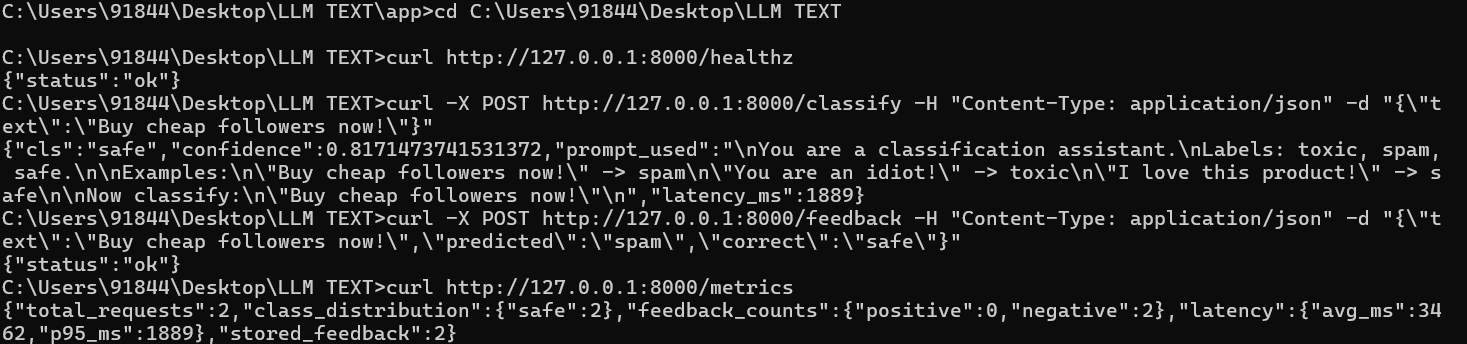 C:\Users\91844\Desktop\LLM TEXT\app>cd C:\Users\91844\Desktop\LLM TEXT
C:\Users\91844\Desktop\LLM TEXT>curl http://127.0.0.1:8000/healthz
{"status":"ok"}
C:\Users\91844\Desktop\LLM TEXT>curl -X POST http://127.0.0.1:8000/classify -H "Content-Type: application/json" -d "{\"t
ext\":\"Buy cheap followers now!\"}"
{"cls":"safe","confidence":0.8171473741531372,"prompt_used":"\nYou are a classification assistant.\nLabels: toxic, spam,
 safe.\n\nExamples:\n\"Buy cheap followers now!\" -> spam\n\"You are an idiot!\" -> toxic\n\"I love this product!\" -> s
afe\n\nNow classify:\n\"Buy cheap followers now!\"\n","latency_ms":1889}
C:\Users\91844\Desktop\LLM TEXT>curl -X POST http://127.0.0.1:8000/feedback -H "Content-Type: application/json" -d "{\"t
ext\":\"Buy cheap followers now!\",\"predicted\":\"spam\",\"correct\":\"safe\"}"
{"status":"ok"}
C:\Users\91844\Desktop\LLM TEXT>curl http://127.0.0.1:8000/metrics
{"total_requests":2,"class_distribution":{"safe":2},"feedback_counts":{"positive":0,"negative":2},"latency":{"avg_ms":34
62,"p95_ms":1889},"stored_feedback":2}